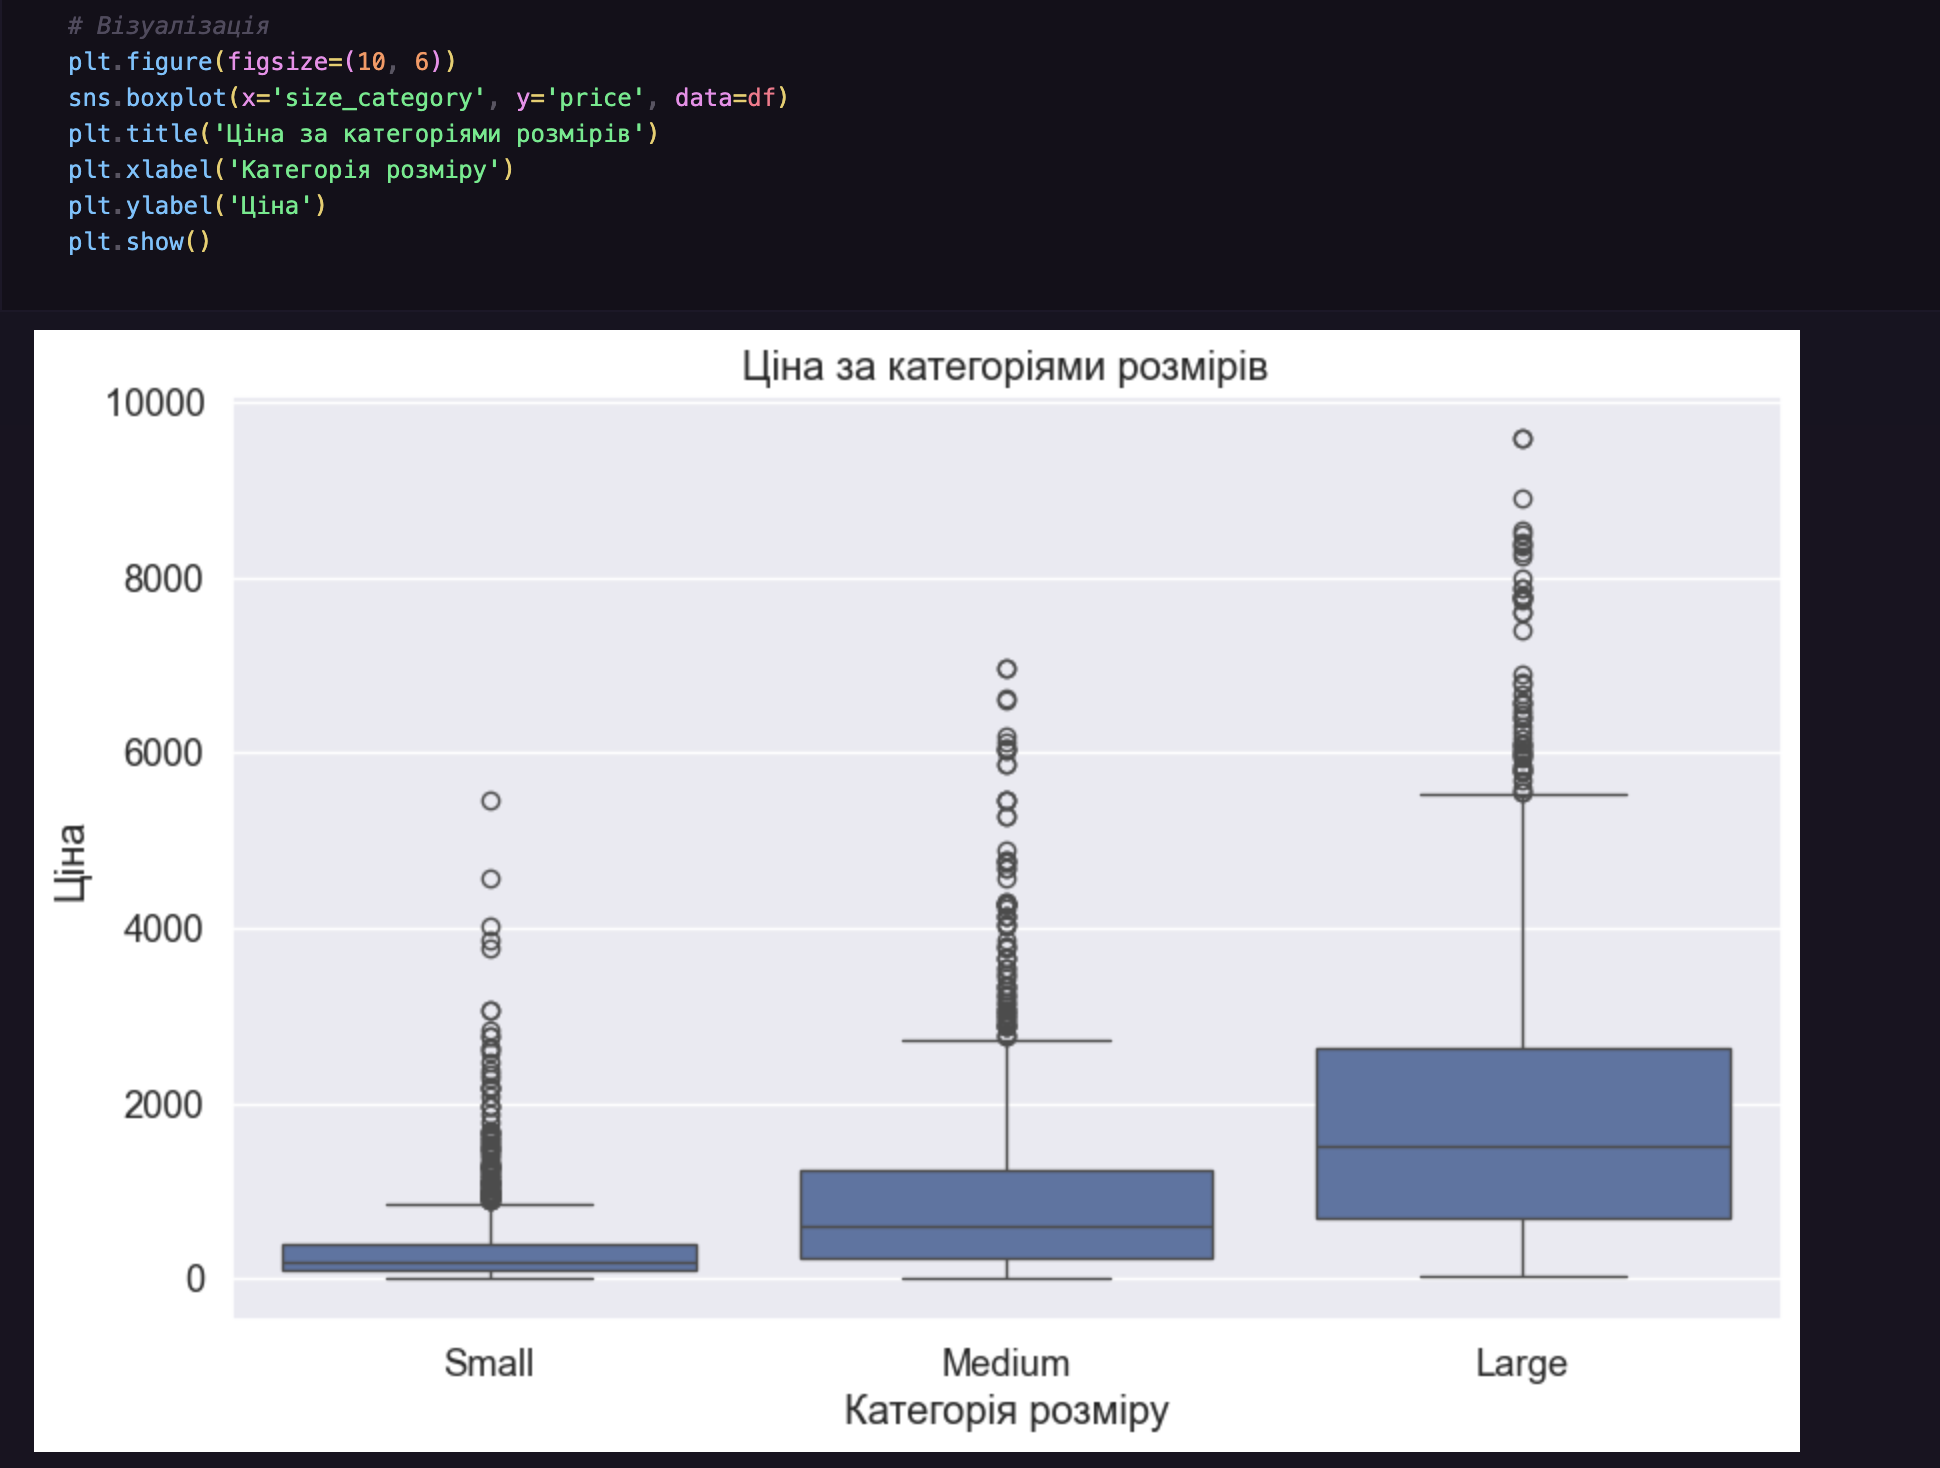 # Візуалізація
plt.figure(figsize=(10, 6))
sns.boxplot(x='size_category', y='price', data=df)
plt.title('Ціна за категоріями розмірів')
plt.xlabel('Категорія розміру')
plt.ylabel('Ціна')
plt.show()
Ціна за категоріями розмірів
10000
8000
6000
4000
2000
0
Ціна
Small Medium Large
Категорія розміру